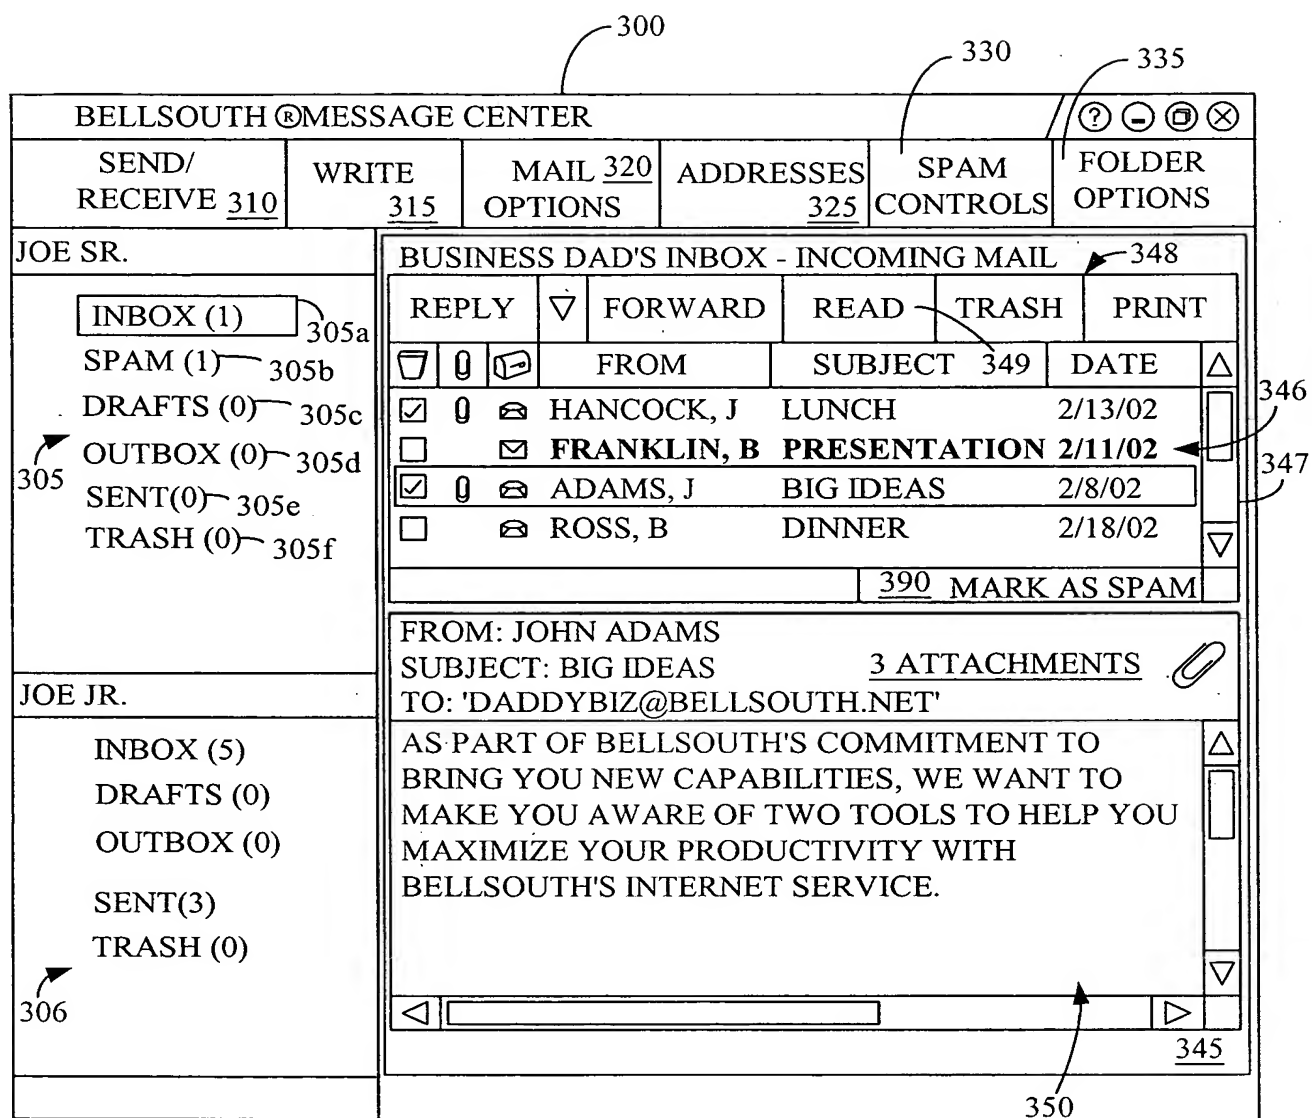 300
330
335
BELLSOUTH ®MESSAGE CENTER
?
SEND/
RECEIVE 310
WRITE
315
MAIL 320
OPTIONS
ADDRESSES
325
SPAM
CONTROLS
FOLDER
OPTIONS
JOE SR.
INBOX (1)
305a
SPAM (1)
305b
DRAFTS (0)
305c
OUTBOX (0)
305d
305
SENT(0)
305e
TRASH (0)
305f
BUSINESS DAD'S INBOX - INCOMING MAIL
348
REPLY FORWARD READ TRASH PRINT
FROM SUBJECT 349 DATE
346
HANCOCK, J LUNCH 2/13/02
FRANKLIN, B PRESENTATION 2/11/02
347
ADAMS, J BIG IDEAS 2/8/02
ROSS, B DINNER 2/18/02
390 MARK AS SPAM
FROM: JOHN ADAMS
SUBJECT: BIG IDEAS
3 ATTACHMENTS
TO: 'DADDYBIZ@BELLSOUTH.NET'
AS PART OF BELLSOUTH'S COMMITMENT TO
BRING YOU NEW CAPABILITIES, WE WANT TO
MAKE YOU AWARE OF TWO TOOLS TO HELP YOU
MAXIMIZE YOUR PRODUCTIVITY WITH
BELLSOUTH'S INTERNET SERVICE.
JOE JR.
INBOX (5)
DRAFTS (0)
OUTBOX (0)
SENT(3)
TRASH (0)
306
345
350